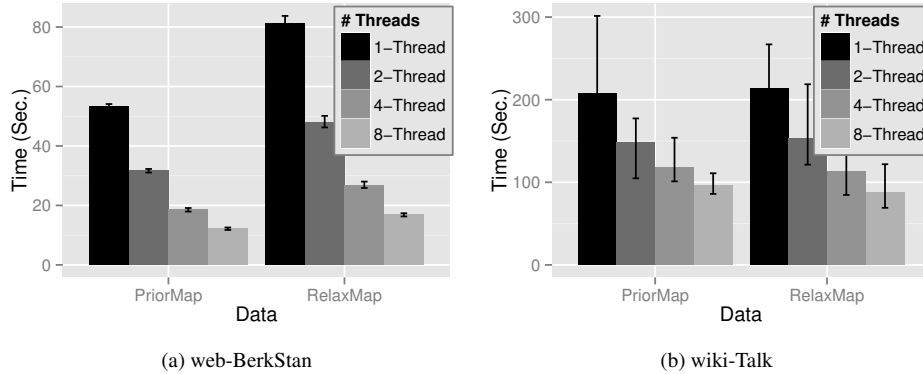 80
60
40
20
0
Time (Sec.)
# Threads
1−Thread
2−Thread
4−Thread
8−Thread
PriorMap
RelaxMap
Data
(a) web-BerkStan
300
200
100
0
Time (Sec.)
# Threads
1−Thread
2−Thread
4−Thread
8−Thread
PriorMap
RelaxMap
Data
(b) wiki-Talk